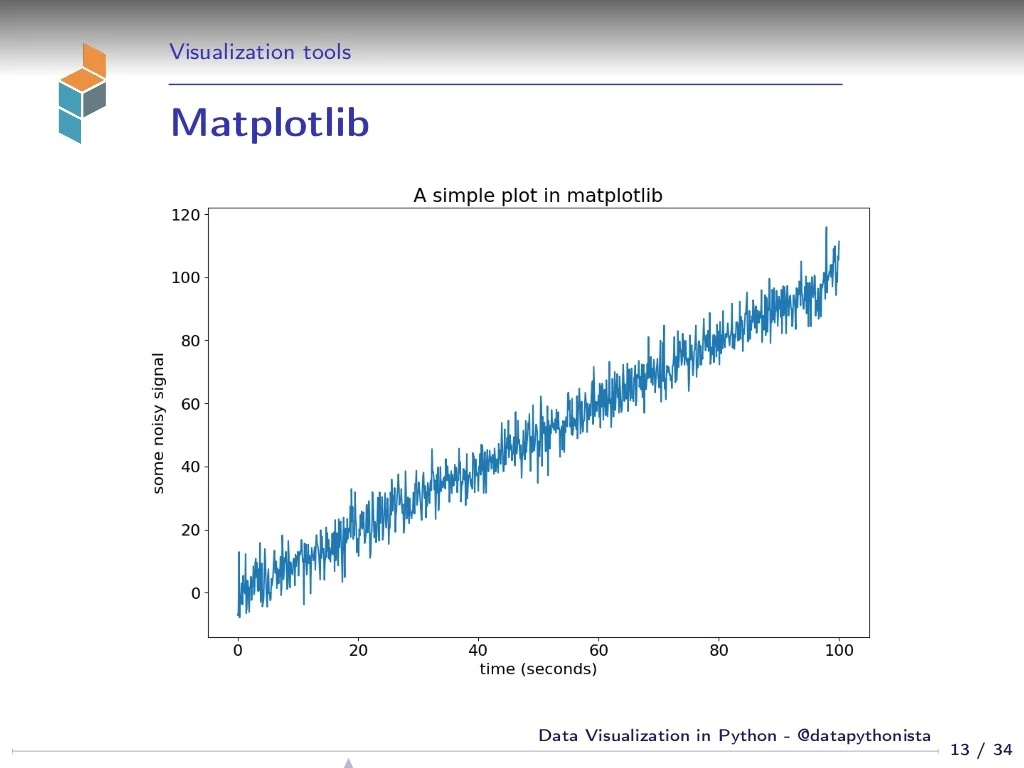 Visualization tools
Matplotlib
A simple plot in matplotlib
120
100
80
60
40
20
0
some noisy signal
0 20 40 60 80 100
time (seconds)
Data Visualization in Python - @datapythonista
13 / 34